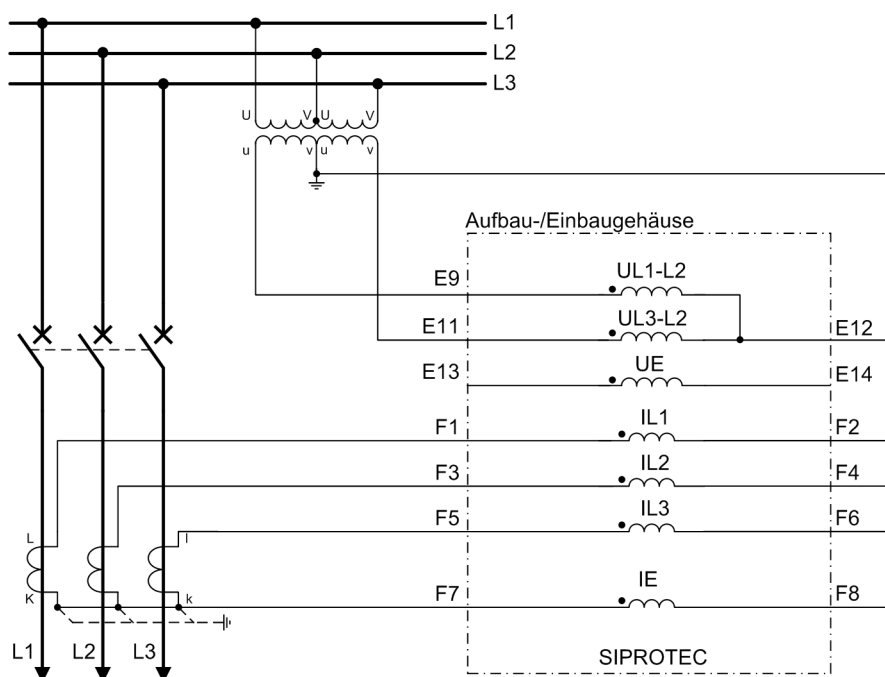 L1
L2
L3
U V U V
u v u v
Aufbau-/Einbaugehäuse
E9 UL1-L2
E11 UL3-L2 E12
E13 UE E14
F1 IL1 F2
F3 IL2 F4
F5 IL3 F6
L l
K k
F7 IE F8
L1 L2 L3
SIPROTEC